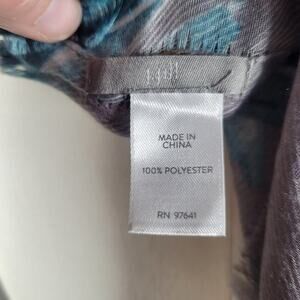 MADE IN
CHINA
100% POLYESTER
RN 97641